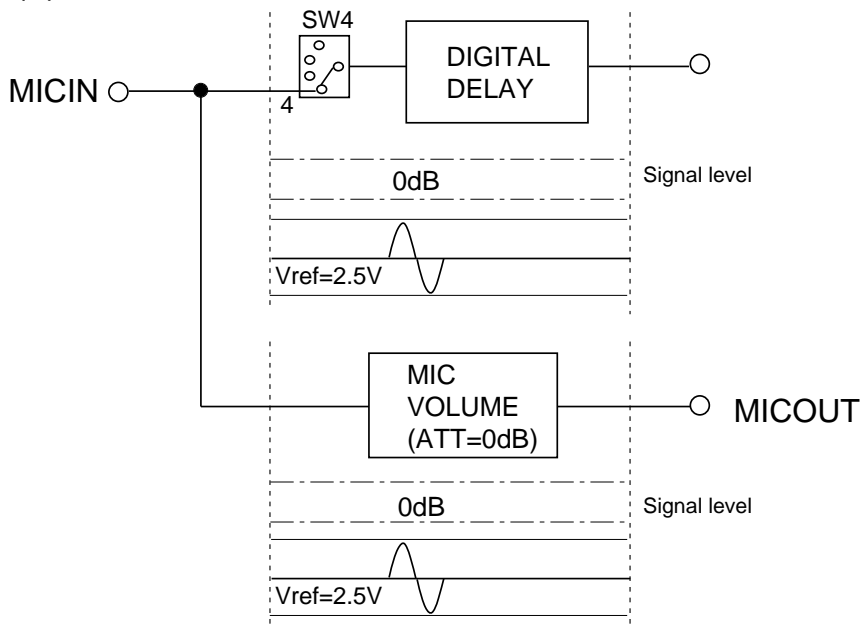 SW4
DIGITAL
DELAY
MICIN
4
0dB
Signal level
Vref=2.5V
MIC
VOLUME
(ATT=0dB)
MICOUT
0dB
Signal level
Vref=2.5V